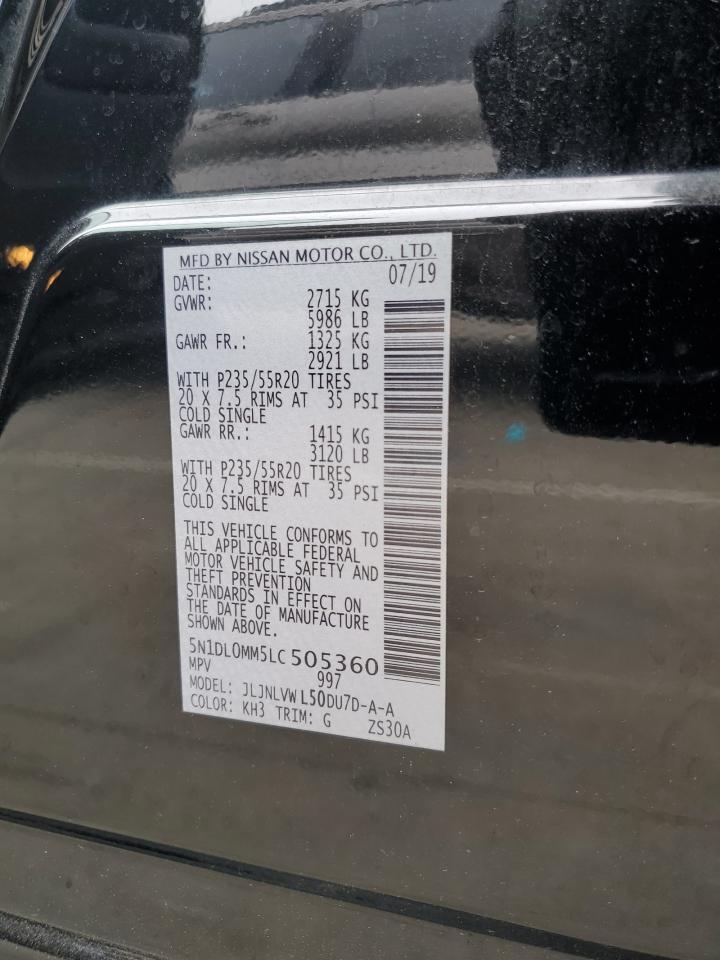 MFD BY NISSAN MOTOR CO., LTD.
DATE: 07/19
GVWR: 2715 KG
5986 LB
GAWR FR.: 1325 KG
2921 LB
WITH P235/55R20 TIRES
20 X 7.5 RIMS AT 35 PSI
COLD SINGLE
GAWR RR.: 1415 KG
3120 LB
WITH P235/55R20 TIRES
20 X 7.5 RIMS AT 35 PSI
COLD SINGLE
THIS VEHICLE CONFORMS TO
ALL APPLICABLE FEDERAL
MOTOR VEHICLE SAFETY AND
THEFT PREVENTION
STANDARDS IN EFFECT ON
THE DATE OF MANUFACTURE
SHOWN ABOVE.
5N1DL0MM5LC505360
MPV 997
MODEL: JLJNLVWL50DU7D-A-A
COLOR: KH3 TRIM: G ZS30A